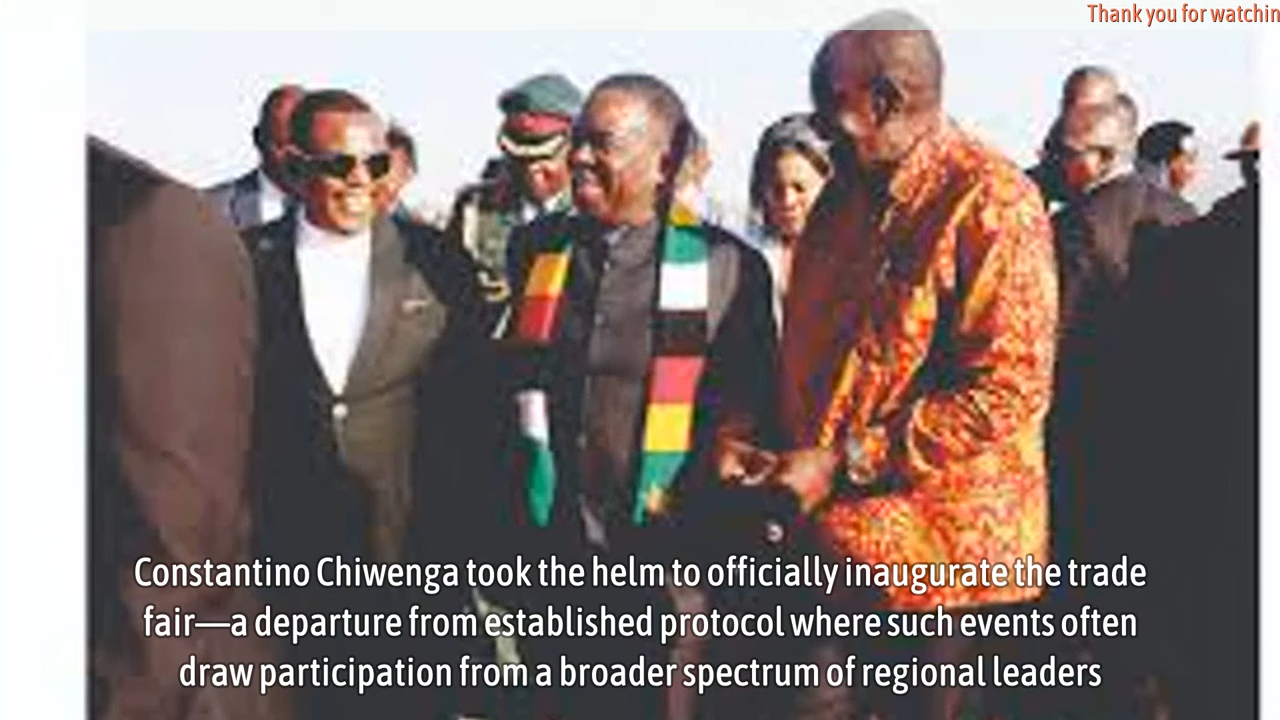 Thank you for watchin
Constantino Chiwenga took the helm to officially inaugurate the trade
fair—a departure from established protocol where such events often
draw participation from a broader spectrum of regional leaders